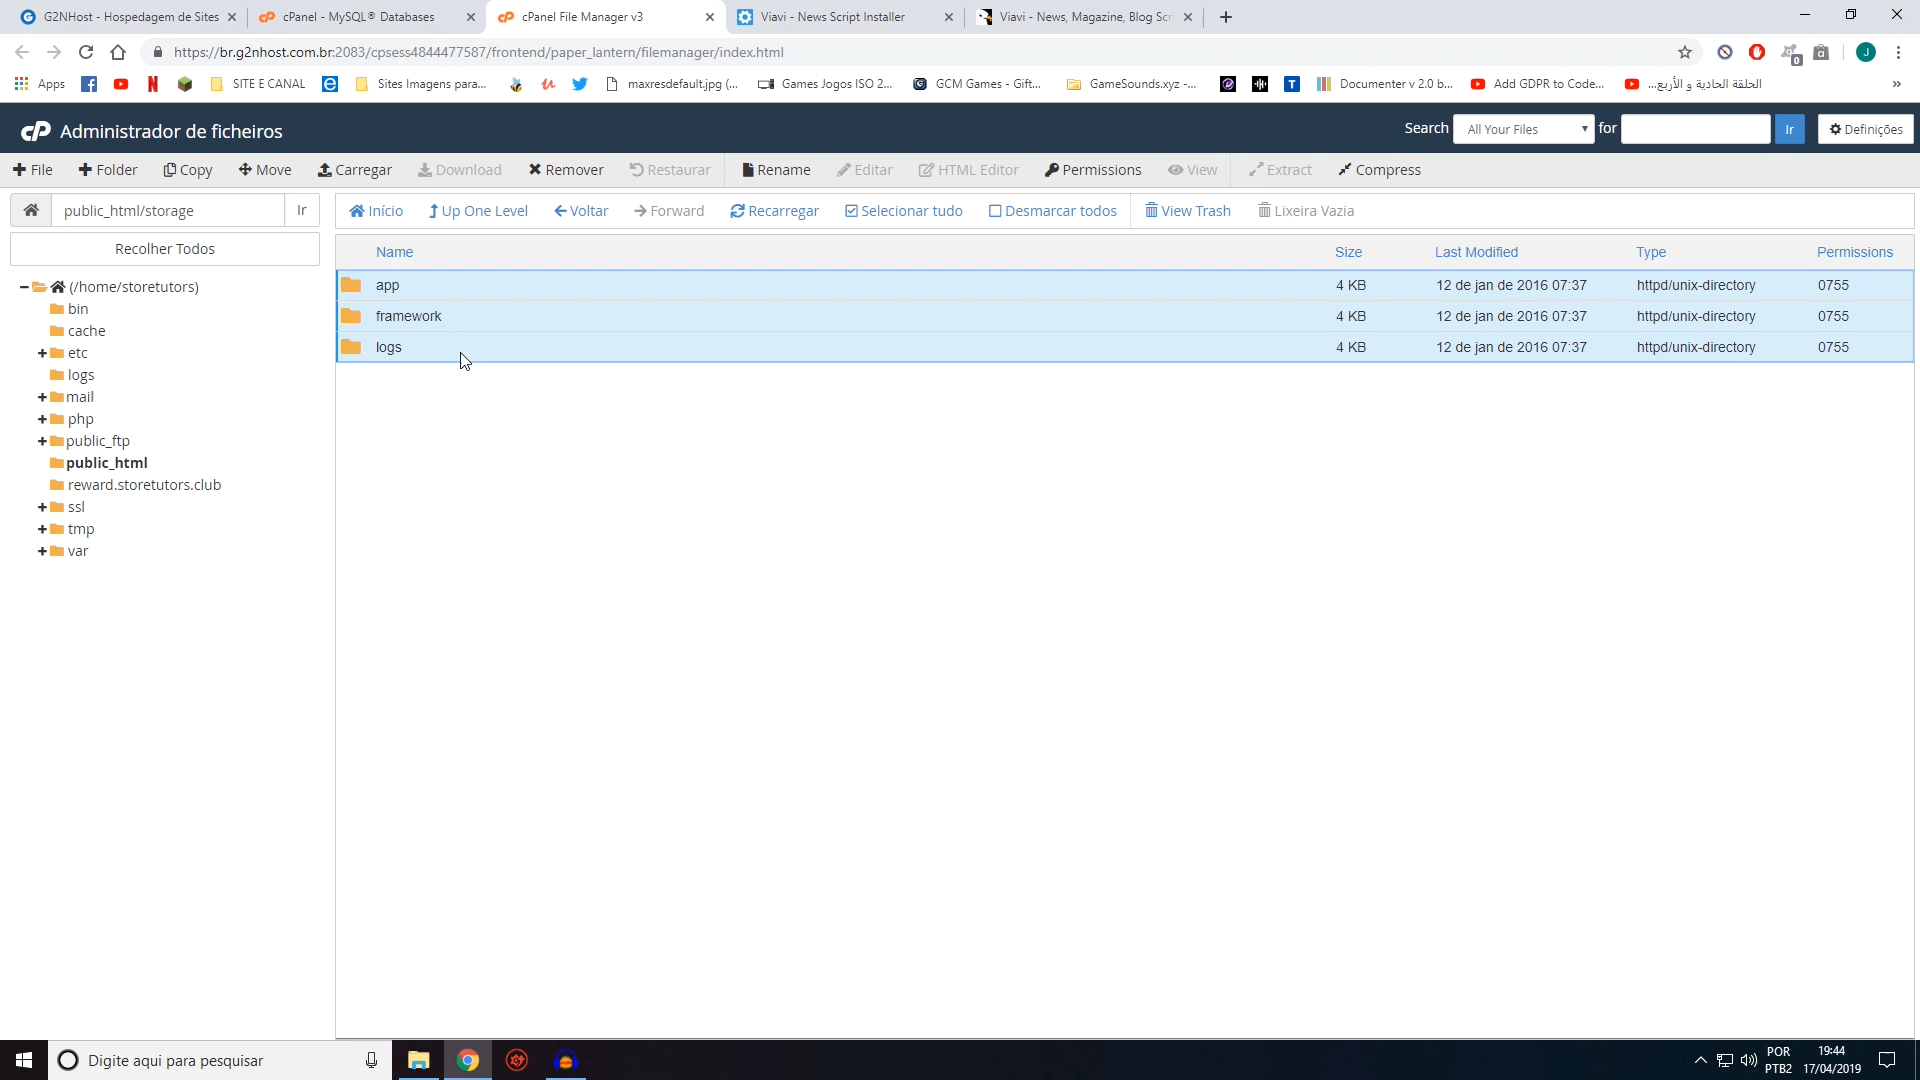 G2NHost - Hospedagem de Sites
cPanel - MySQL® Databases
cPanel File Manager v3
Viavi - News Script Installer
Viavi - News, Magazine, Blog Scr
https://br.g2nhost.com.br:2083/cpsess4844477587/frontend/paper_lantern/filemanager/index.html
0
J
Apps
SITE E CANAL
Sites Imagens para...
maxresdefault.jpg (...
Games Jogos ISO 2...
GCM Games - Gift...
GameSounds.xyz -...
T
Documenter v 2.0 b...
Add GDPR to Code...
الحلقة الحادية و الأربع...
»
cP Administrador de ficheiros
Search All Your Files for Ir Definições
File Folder Copy Move Carregar Download Remover Restaurar Rename Editar HTML Editor Permissions View Extract Compress
public_html/storage Ir
Início Up One Level Voltar Forward Recarregar Selecionar tudo Desmarcar todos View Trash Lixeira Vazia
Recolher Todos
(/home/storetutors)
bin
cache
etc
logs
mail
php
public_ftp
public_html
reward.storetutors.club
ssl
tmp
var
Name Size Last Modified Type Permissions
app 4 KB 12 de jan de 2016 07:37 httpd/unix-directory 0755
framework 4 KB 12 de jan de 2016 07:37 httpd/unix-directory 0755
logs 4 KB 12 de jan de 2016 07:37 httpd/unix-directory 0755
Digite aqui para pesquisar
POR
PTB2
19:44
17/04/2019